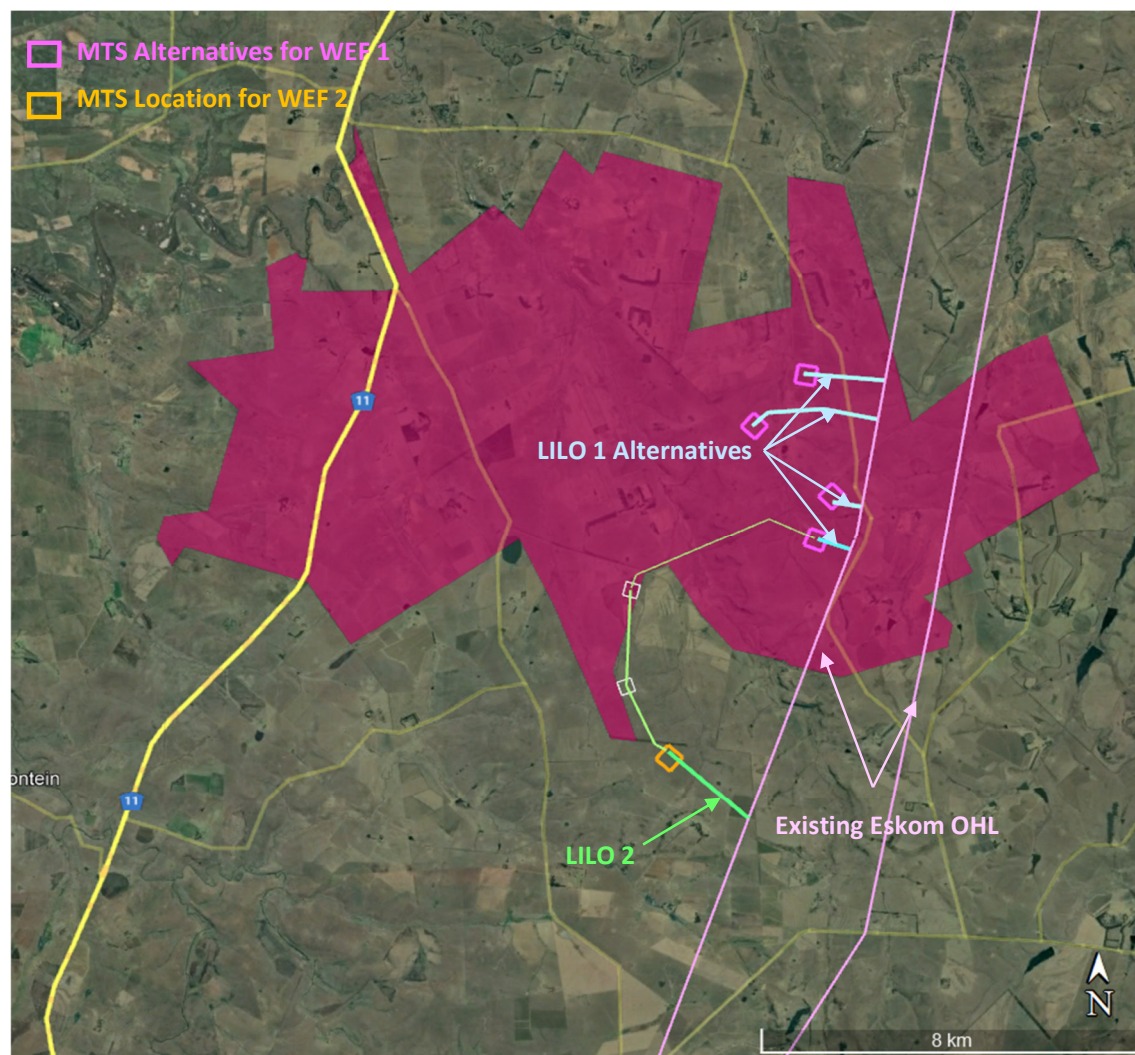 MTS Alternatives for WEF 1
MTS Location for WEF 2
11
LILO 1 Alternatives
ontein
11
Existing Eskom OHL
LILO 2
N
8 km